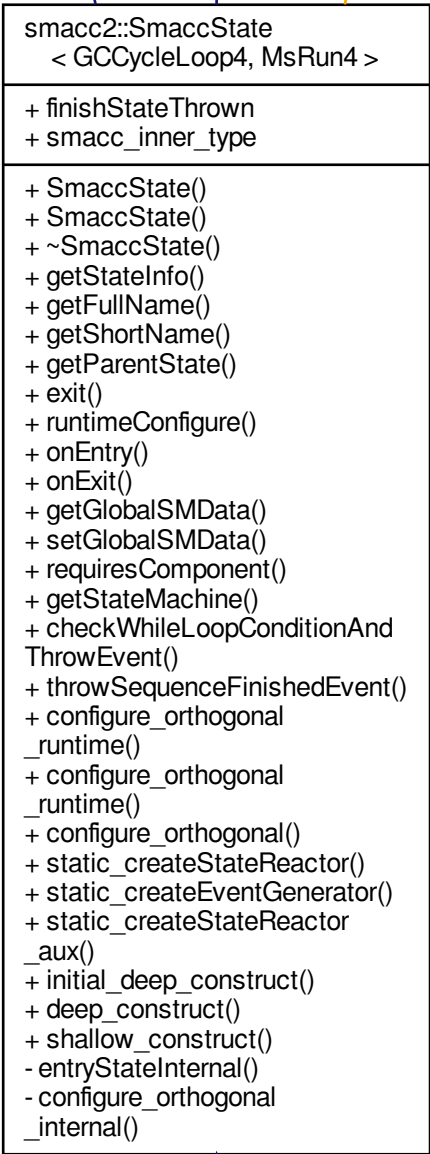 smacc2::SmaccState
< GCCycleLoop4, MsRun4 >
+ finishStateThrown
+ smacc_inner_type
+ SmaccState()
+ SmaccState()
+ ~SmaccState()
+ getStateInfo()
+ getFullName()
+ getShortName()
+ getParentState()
+ exit()
+ runtimeConfigure()
+ onEntry()
+ onExit()
+ getGlobalSMData()
+ setGlobalSMData()
+ requiresComponent()
+ getStateMachine()
+ checkWhileLoopConditionAnd
ThrowEvent()
+ throwSequenceFinishedEvent()
+ configure_orthogonal
_runtime()
+ configure_orthogonal
_runtime()
+ configure_orthogonal()
+ static_createStateReactor()
+ static_createEventGenerator()
+ static_createStateReactor
_aux()
+ initial_deep_construct()
+ deep_construct()
+ shallow_construct()
- entryStateInternal()
- configure_orthogonal
_internal()